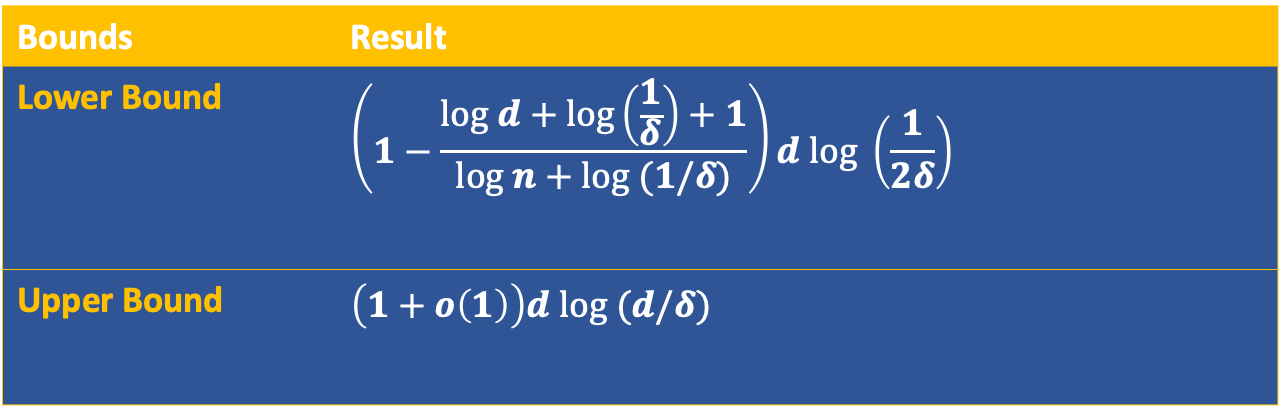 Bounds Result
Lower Bound (1 − (log d + log (1/δ) + 1)/(log n + log (1/δ))) d log (1/2δ)
Upper Bound (1 + o(1))d log (d/δ)